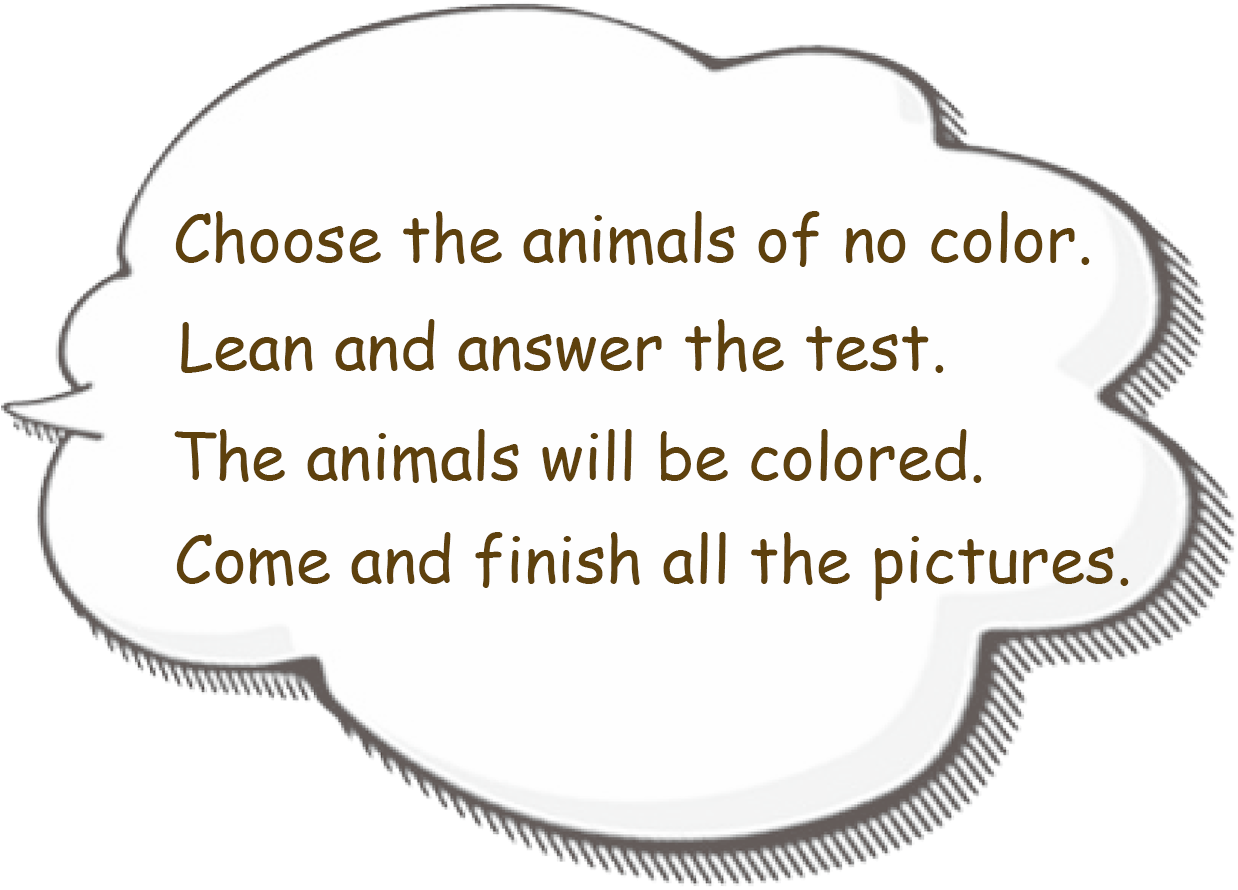 Choose the animals of no color.
Lean and answer the test.
The animals will be colored.
Come and finish all the pictures.